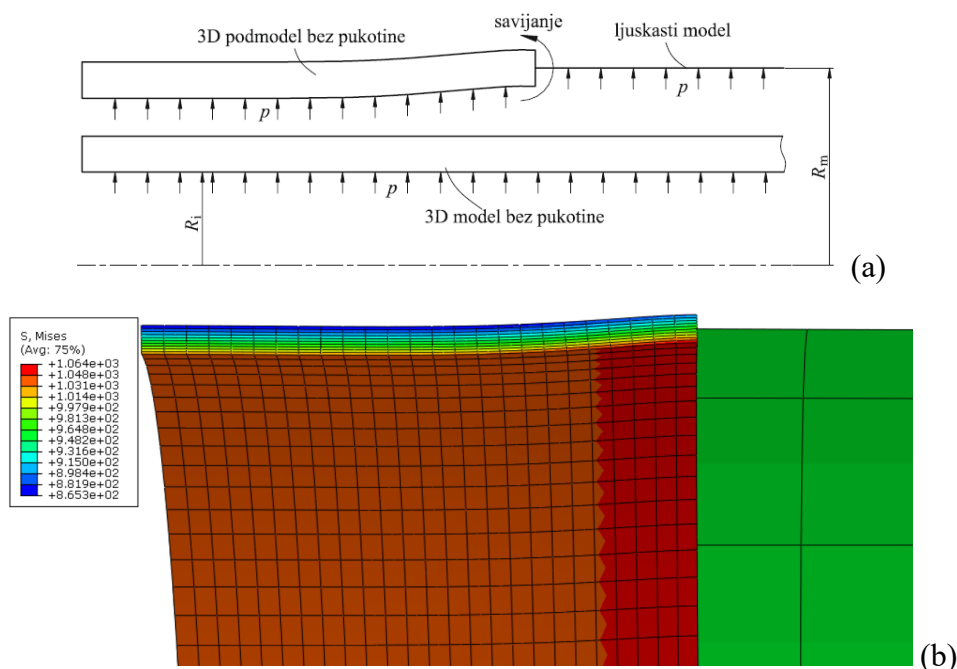 savijanje
3D podmodel bez pukotine
ljuskasti model
p
p
p
3D model bez pukotine
R_i
R_m
(a)
S, Mises
(Avg: 75%)
+1.064e+03
+1.048e+03
+1.031e+03
+1.014e+03
+9.979e+02
+9.813e+02
+9.648e+02
+9.482e+02
+9.316e+02
+9.150e+02
+8.984e+02
+8.819e+02
+8.653e+02
(b)